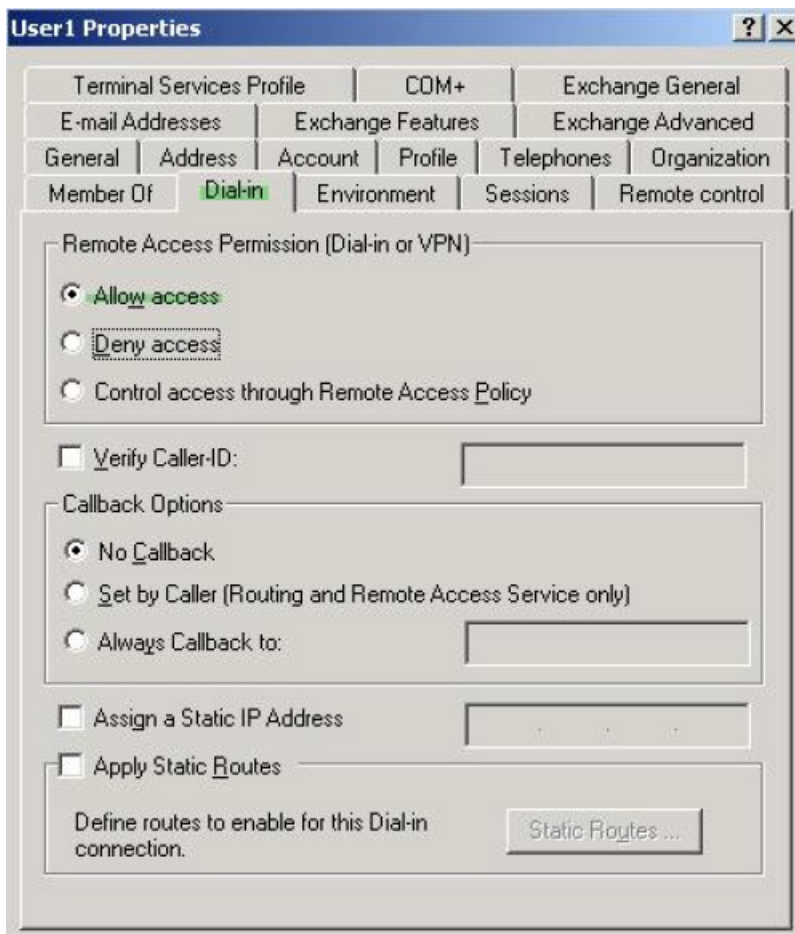 User1 Properties
Terminal Services Profile COM+ Exchange General
E-mail Addresses Exchange Features Exchange Advanced
General Address Account Profile Telephones Organization
Member Of Dial-in Environment Sessions Remote control
Remote Access Permission (Dial-in or VPN)
Allow access
Deny access
Control access through Remote Access Policy
Verify Caller-ID:
Callback Options
No Callback
Set by Caller (Routing and Remote Access Service only)
Always Callback to:
Assign a Static IP Address
Apply Static Routes
Define routes to enable for this Dial-in
connection.
Static Routes ...